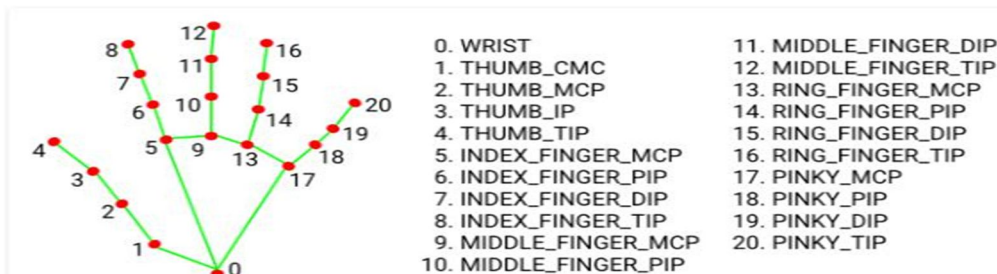 12
8
16
11
7
15
10
20
6
14
19
4
5
9
13
18
3
17
2
1
0
0. WRIST
1. THUMB_CMC
2. THUMB_MCP
3. THUMB_IP
4. THUMB_TIP
5. INDEX_FINGER_MCP
6. INDEX_FINGER_PIP
7. INDEX_FINGER_DIP
8. INDEX_FINGER_TIP
9. MIDDLE_FINGER_MCP
10. MIDDLE_FINGER_PIP
11. MIDDLE_FINGER_DIP
12. MIDDLE_FINGER_TIP
13. RING_FINGER_MCP
14. RING_FINGER_PIP
15. RING_FINGER_DIP
16. RING_FINGER_TIP
17. PINKY_MCP
18. PINKY_PIP
19. PINKY_DIP
20. PINKY_TIP